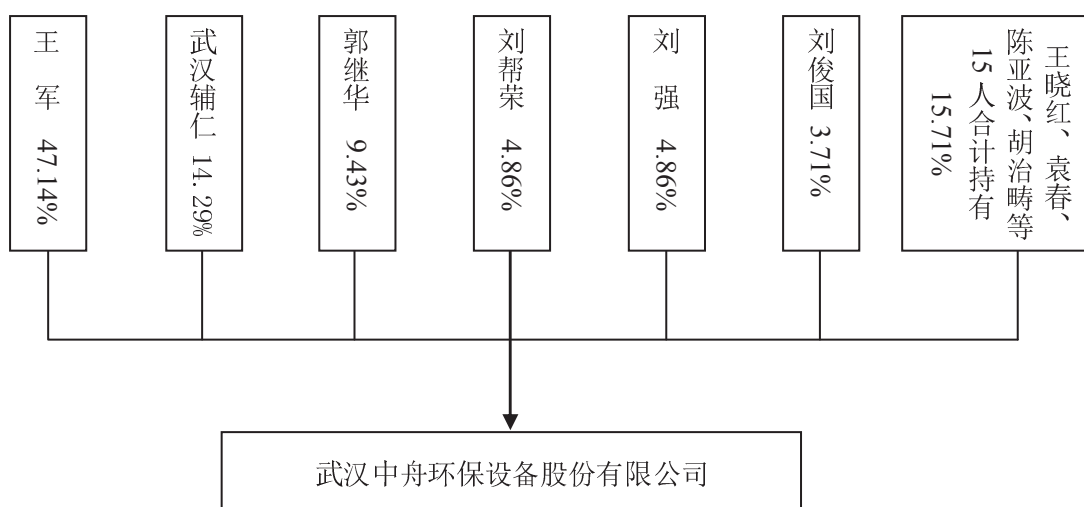 王 军 47.14%
武汉辅仁 14.29%
郭继华 9.43%
刘帮荣 4.86%
刘 强 4.86%
刘俊国 3.71%
王晓红、袁春、
陈亚波、胡治畴等
15人合计持有
15.71%
武汉中舟环保设备股份有限公司